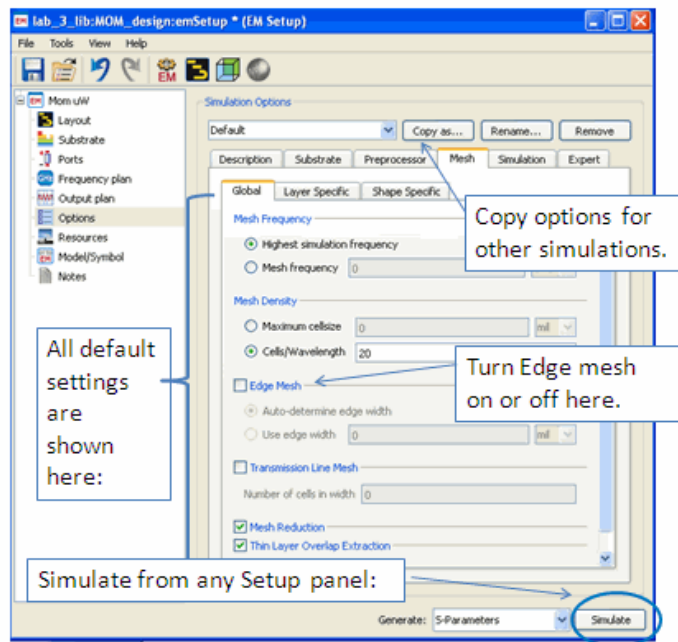 lab_3_lib:MOM_design:emSetup * (EM Setup)
File Tools View Help
EM
EM Mom uW
Layout
Substrate
Ports
Frequency plan
Output plan
Options
Resources
Model/Symbol
Notes
Simulation Options
Default
Copy as...
Rename...
Remove
Description Substrate Preprocessor Mesh Simulation Expert
Global Layer Specific Shape Specific
Mesh Frequency
Highest simulation frequency
Mesh frequency 0
Copy options for
other simulations.
Mesh Density
Maximum cellsize 0 mil
Cells/Wavelength 20
All default
settings
are
shown
here:
Edge Mesh
Turn Edge mesh
on or off here.
Auto-determine edge width
Use edge width 0 mil
Transmission Line Mesh
Number of cells in width 0
Mesh Reduction
Thin Layer Overlap Extraction
Simulate from any Setup panel:
Generate: S-Parameters Simulate